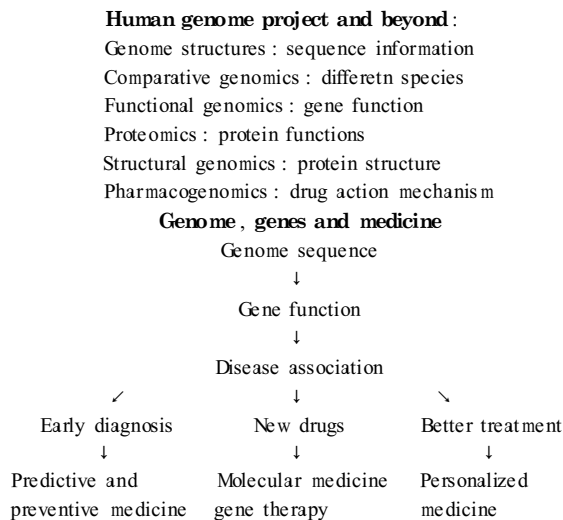 Human genome project and beyond :
Genome structures : sequence information
Comparative genomics : differetn species
Functional genomics : gene function
Proteomics : protein functions
Structural genomics : protein structure
Pharmacogenomics : drug action mechanism
Genome , genes and medicine
Genome sequence
↓
Gene function
↓
Disease association
↙ ↓ ↘
Early diagnosis New drugs Better treatment
↓ ↓ ↓
Predictive and Molecular medicine Personalized
preventive medicine gene therapy medicine